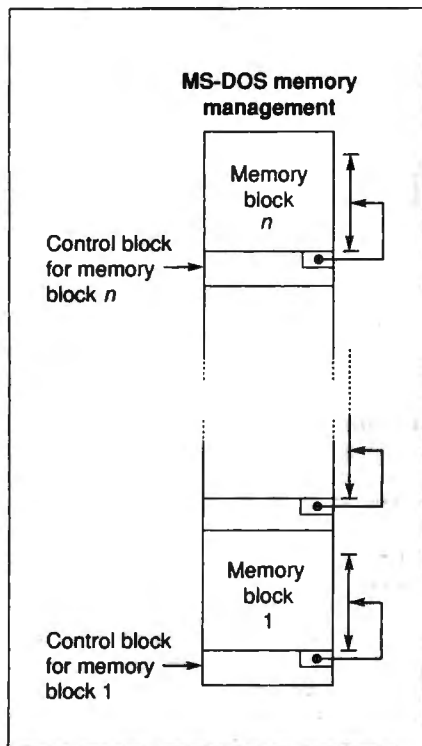 MS-DOS memory
management
Memory
block
n
Control block
for memory
block n
Memory
block
1
Control block
for memory
block 1